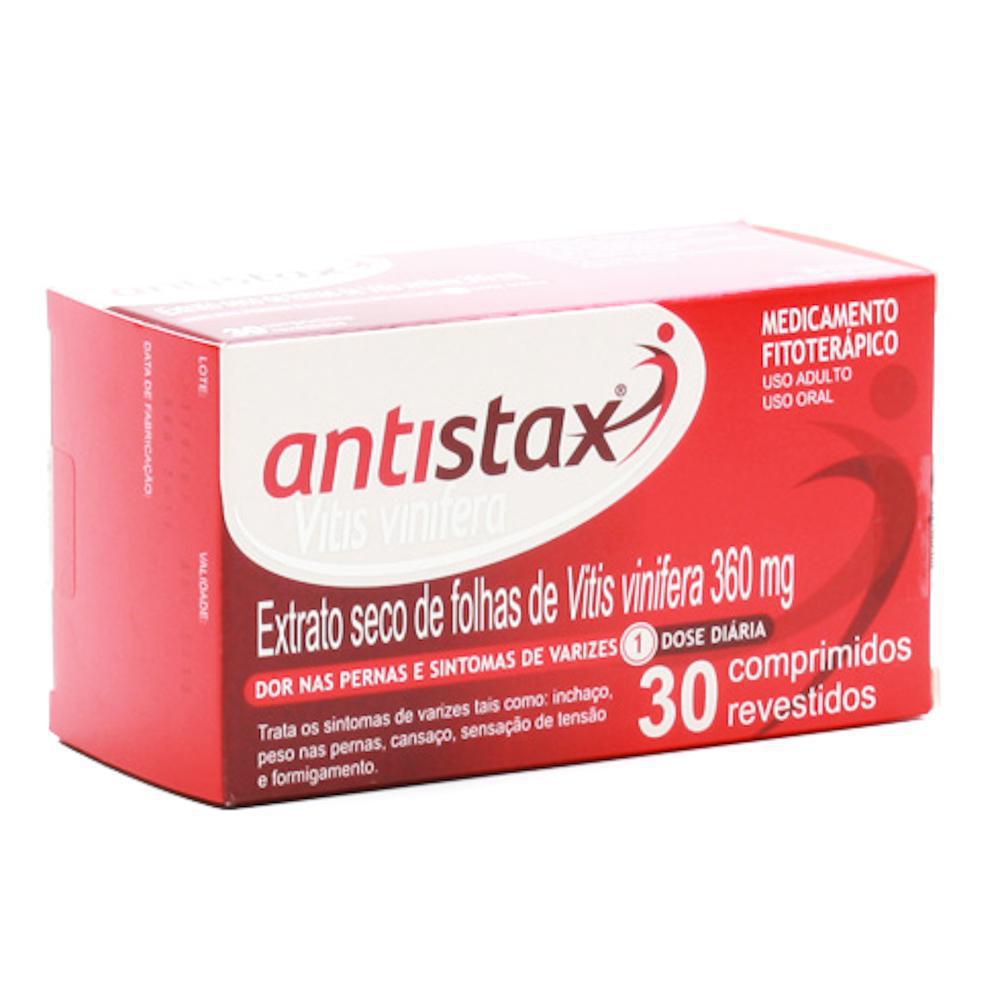 antistax
30
LOTE:
DATA DE FABRICAÇÃO:
VALIDADE:
antistax®
Vitis vinifera
MEDICAMENTO
FITOTERÁPICO
USO ADULTO
USO ORAL
Extrato seco de folhas de Vitis vinifera 360 mg
DOR NAS PERNAS E SINTOMAS DE VARIZES 1 DOSE DIÁRIA
Trata os sintomas de varizes tais como: inchaço,
peso nas pernas, cansaço, sensação de tensão
e formigamento.
30 comprimidos
revestidos